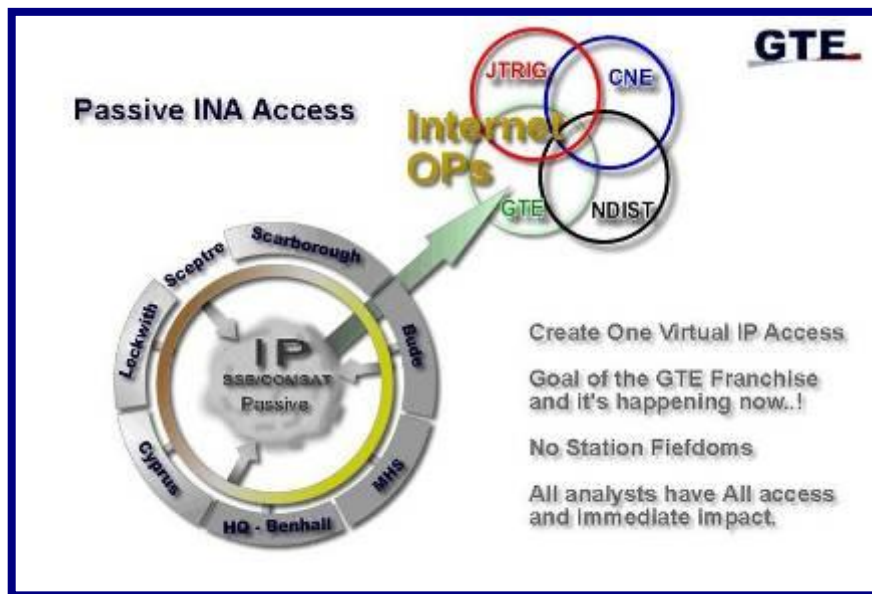 GTE
Passive INA Access
JTRIG
CNE
Internet
OPs
GTE
NDIST
Scarborough
Sceptre
Leckwith
Bude
IP
SSE/COMSAT
Passive
Cyprus
MHS
HQ - Benhall
Create One Virtual IP Access
Goal of the GTE Franchise
and it's happening now..!
No Station Fiefdoms
All analysts have All access
and immediate impact.